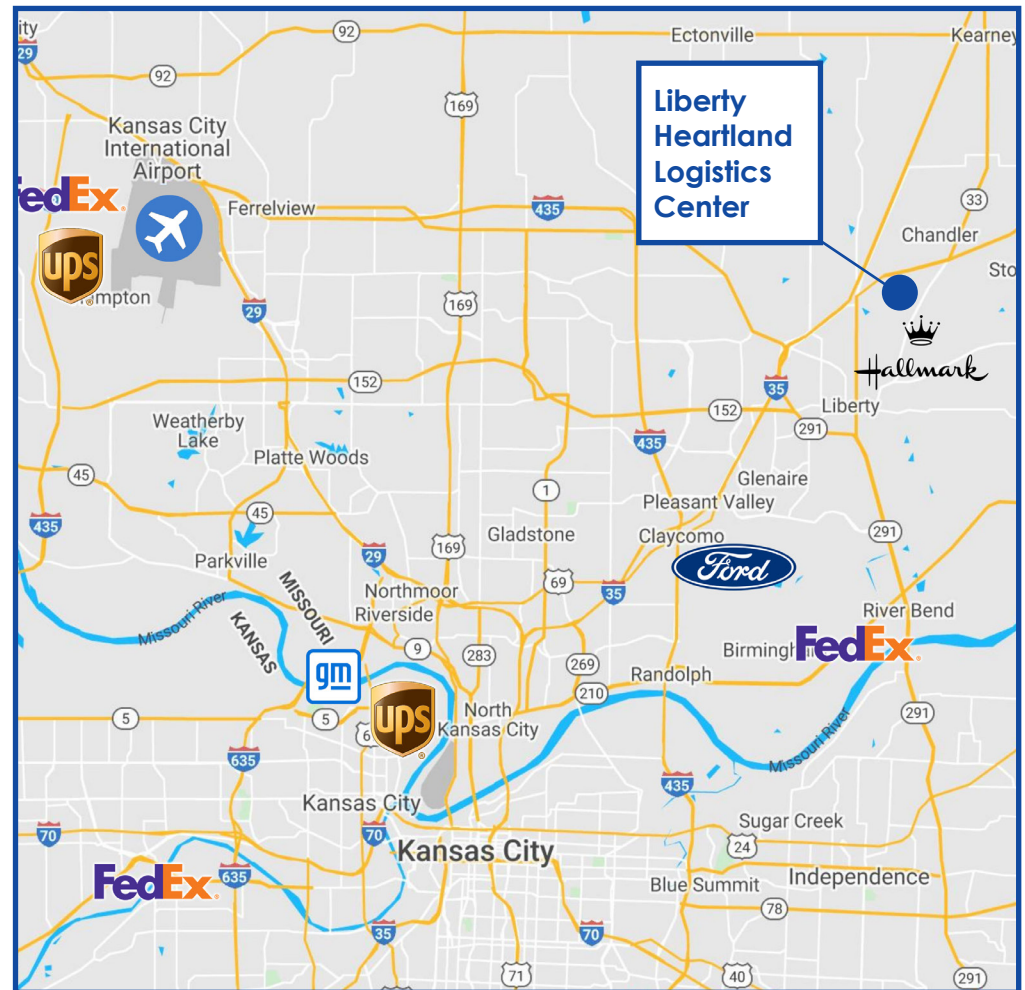 ity
29
92
Ectonville
Kearney
92
169
Kansas City
International
Airport
Liberty
Heartland
Logistics
Center
FedEx
Ferrelview
435
33
Chandler
ups
Sto
mpton
29
169
Hallmark
152
35
152
Liberty
291
Weatherby
Lake
435
Platte Woods
45
Glenaire
1
Pleasant Valley
45
435
Gladstone
Claycomo
291
169
29
Parkville
Ford
69
35
Northmoor
Riverside
MISSOURI
KANSAS
Missouri River
River Bend
9
283
269
Birmingh
FedEx
Randolph
gm
210
ups
North
Kansas City
5
5
6
291
Missouri River
635
435
Kansas City
70
70
Sugar Creek
24
Kansas City
FedEx
635
Blue Summit
Independence
78
35
70
71
40
291